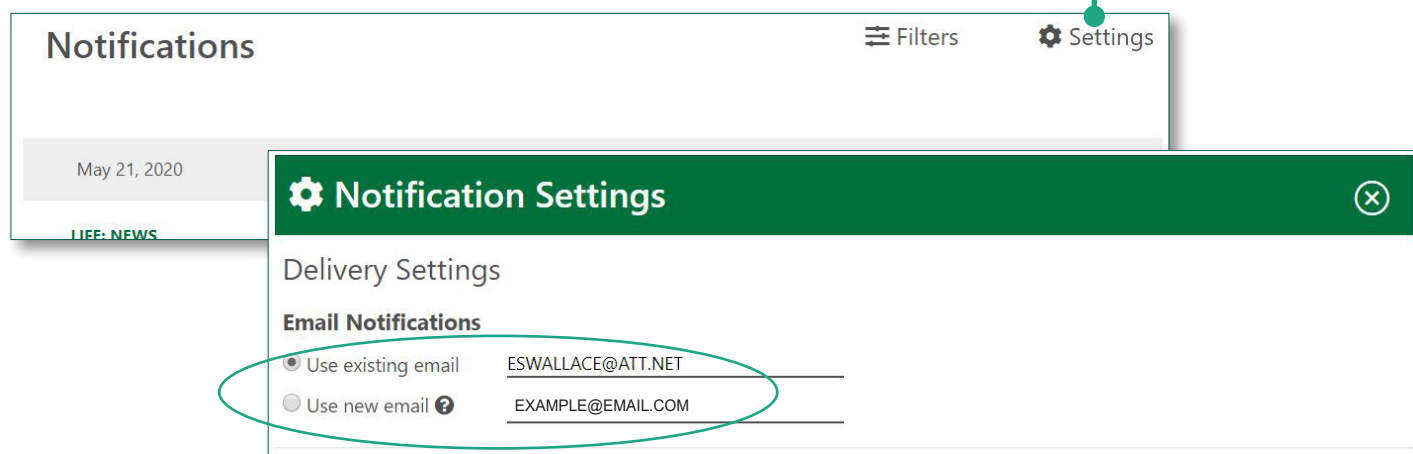 Notifications
Filters
Settings
May 21, 2020
LIFE: NEWS
Notification Settings
Delivery Settings
Email Notifications
Use existing email ESWALLACE@ATT.NET
Use new email ? EXAMPLE@EMAIL.COM